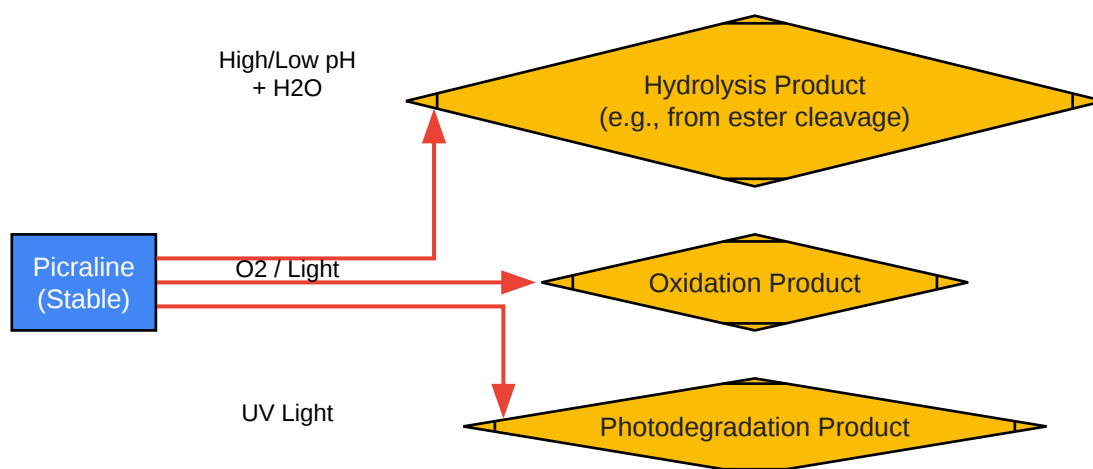 High/Low pH
+ H2O
Hydrolysis Product
(e.g., from ester cleavage)
Picraline
(Stable)
O2 / Light
Oxidation Product
UV Light
Photodegradation Product